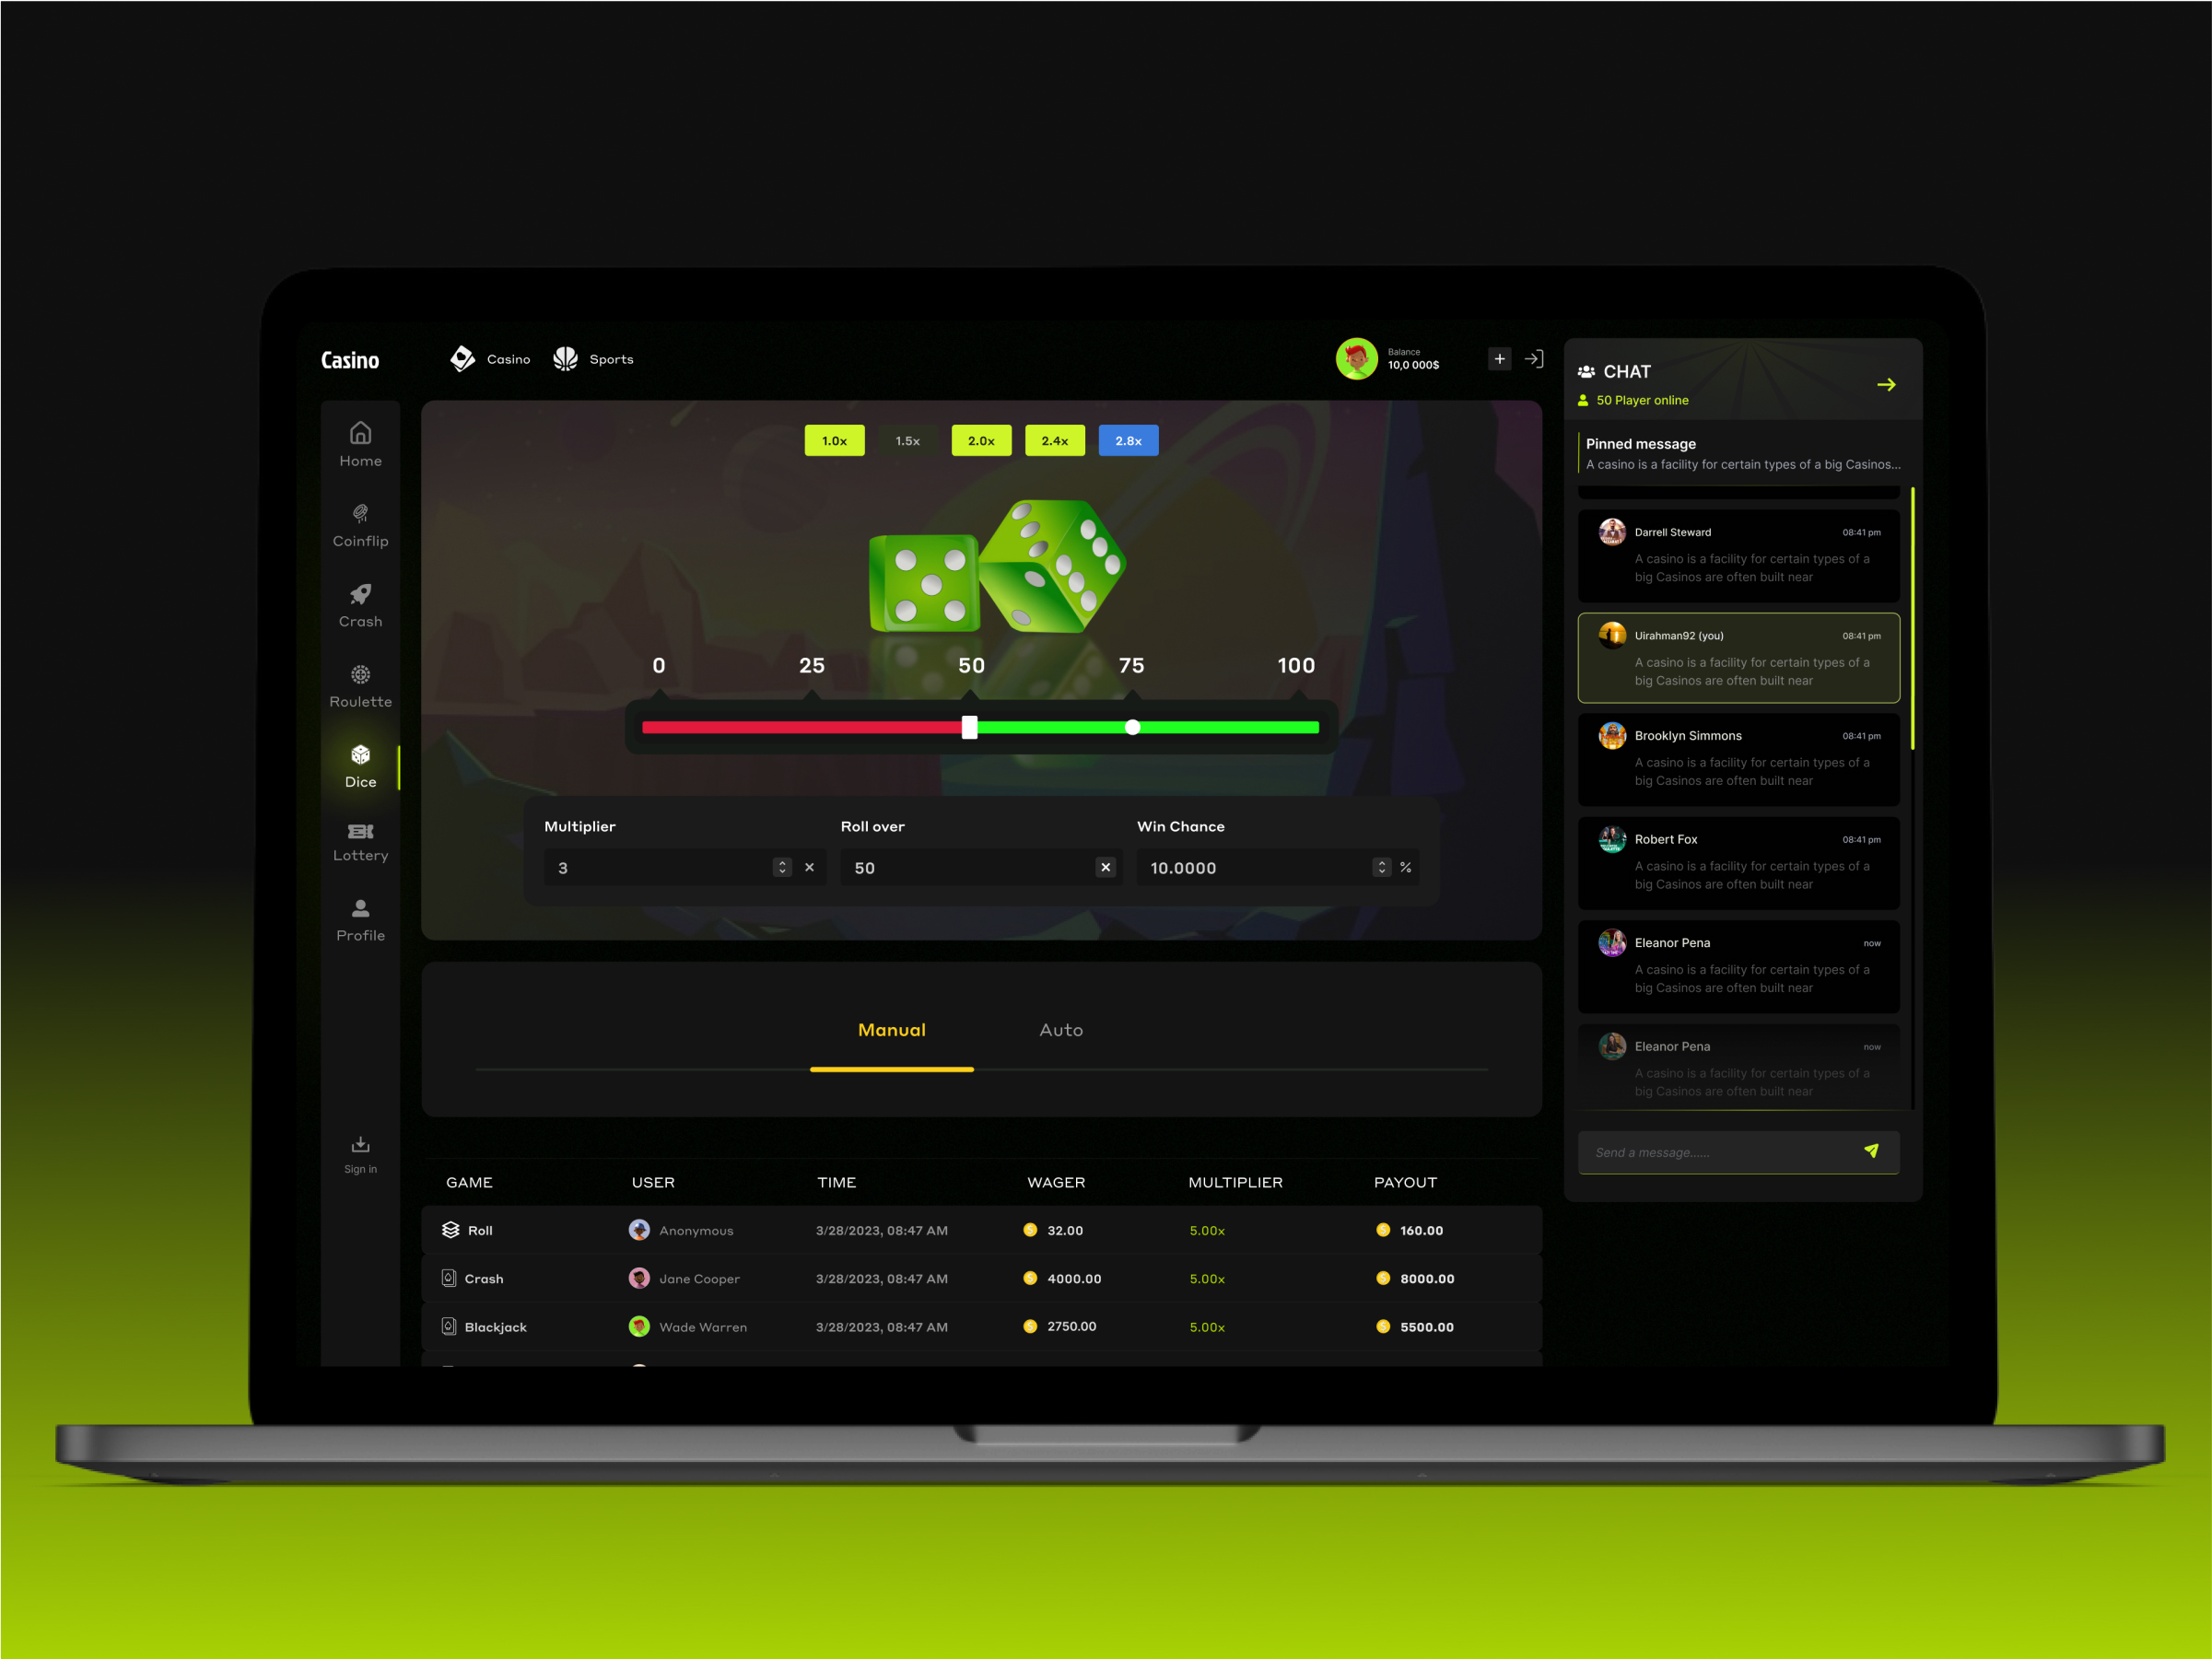 Casino
Casino
Sports
Balance
10,0 000$
Home
Coinflip
Crash
Roulette
Dice
Lottery
Profile
Sign in
1.0x
1.5x
2.0x
2.4x
2.8x
0
25
50
75
100
Multiplier
Roll over
Win Chance
3
50
10.0000
%
Manual
Auto
GAME USER TIME WAGER MULTIPLIER PAYOUT
Roll Anonymous 3/28/2023, 08:47 AM 32.00 5.00x 160.00
Crash Jane Cooper 3/28/2023, 08:47 AM 4000.00 5.00x 8000.00
Blackjack Wade Warren 3/28/2023, 08:47 AM 2750.00 5.00x 5500.00
CHAT
50 Player online
Pinned message
A casino is a facility for certain types of a big Casinos...
Darrell Steward 08:41 pm
A casino is a facility for certain types of a
big Casinos are often built near
Uirahman92 (you) 08:41 pm
A casino is a facility for certain types of a
big Casinos are often built near
Brooklyn Simmons 08:41 pm
A casino is a facility for certain types of a
big Casinos are often built near
Robert Fox 08:41 pm
A casino is a facility for certain types of a
big Casinos are often built near
Eleanor Pena now
A casino is a facility for certain types of a
big Casinos are often built near
Eleanor Pena now
A casino is a facility for certain types of a
big Casinos are often built near
Send a message......